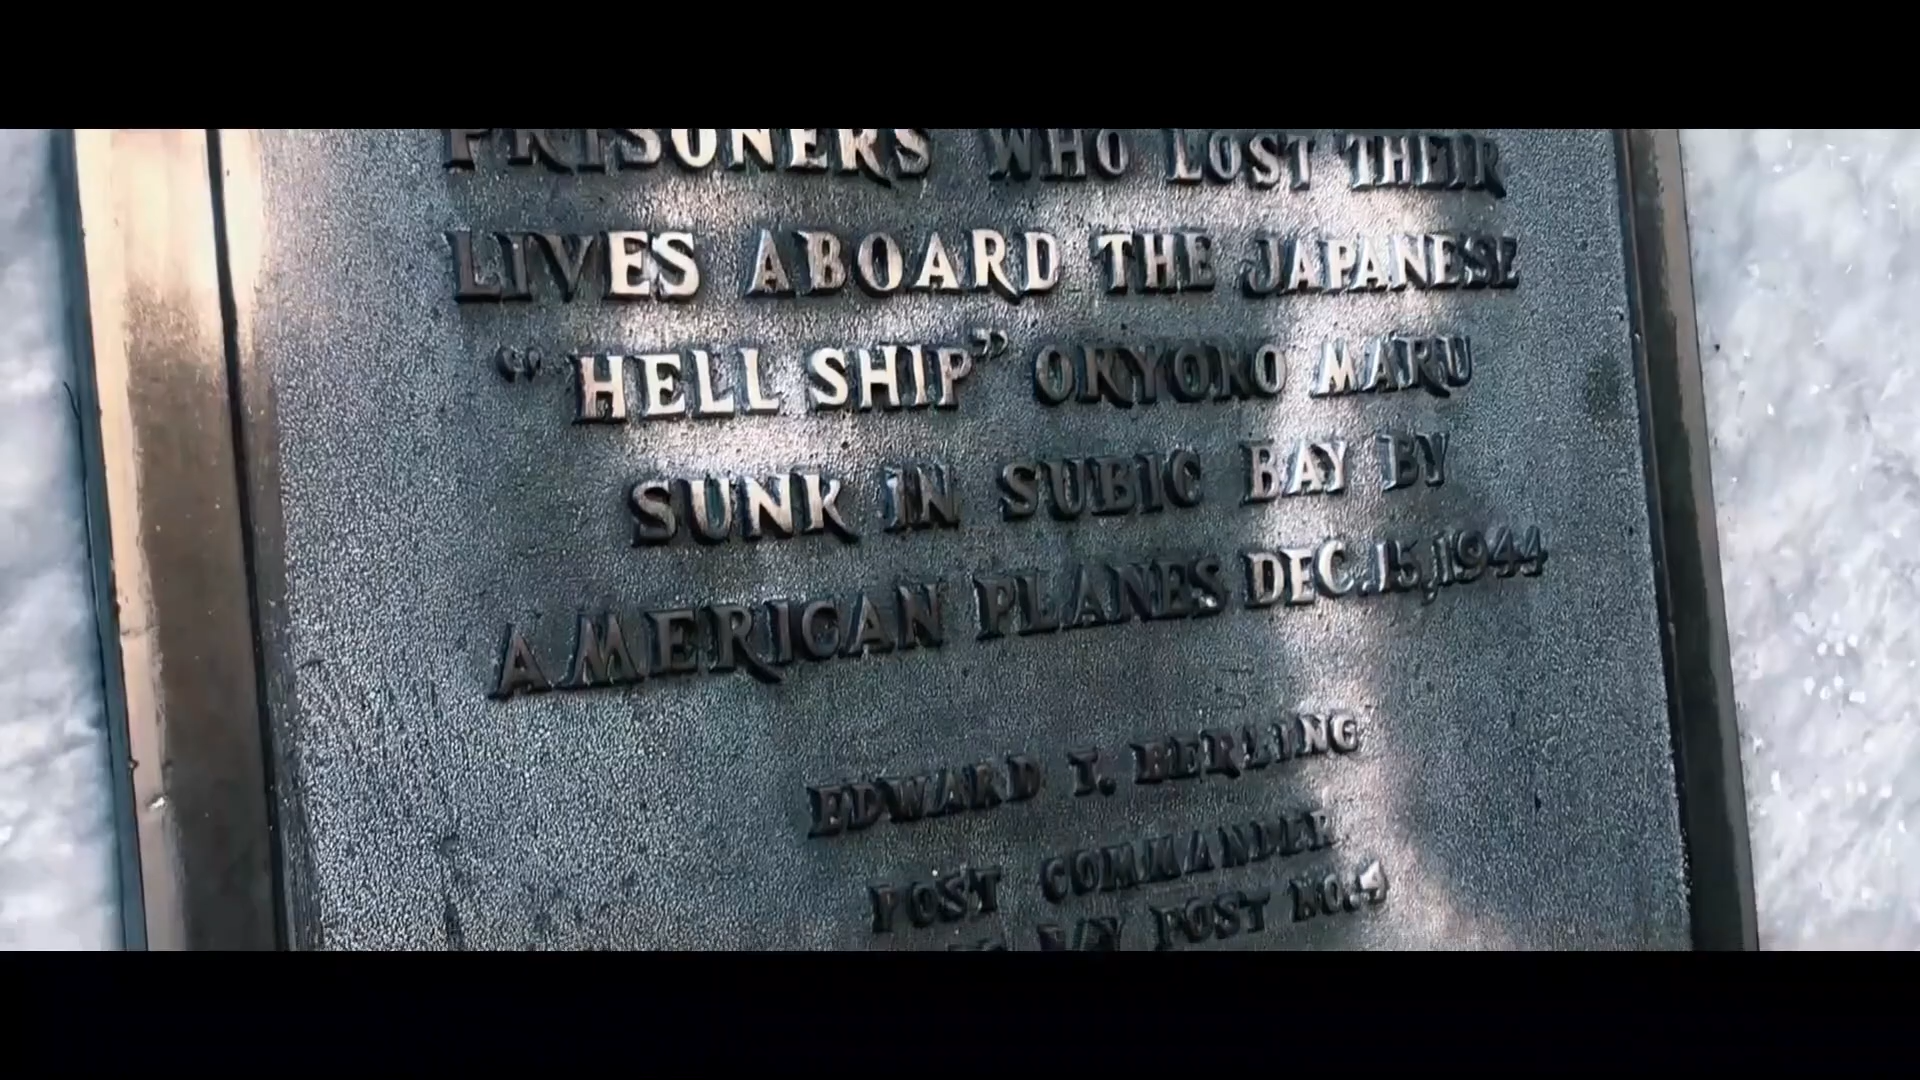 PRISONERS WHO LOST THEIR
LIVES ABOARD THE JAPANESE
“HELL SHIP” ORYOKO MARU
SUNK IN SUBIC BAY BY
AMERICAN PLANES DEC. 15, 1944
EDWARD T. BERLING
POST COMMANDER
POST NO. 4